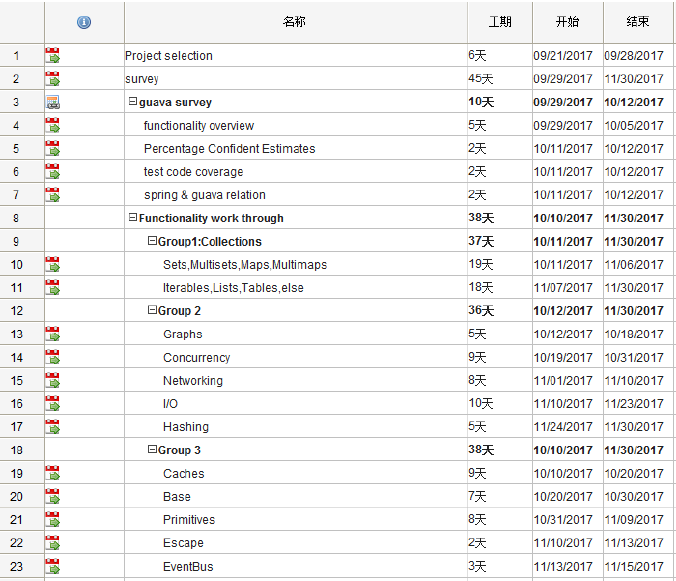 名称 工期 开始 结束
1 Project selection 6天 09/21/2017 09/28/2017
2 survey 45天 09/29/2017 11/30/2017
3 guava survey 10天 09/29/2017 10/12/2017
4 functionality overview 5天 09/29/2017 10/05/2017
5 Percentage Confident Estimates 2天 10/11/2017 10/12/2017
6 test code coverage 2天 10/11/2017 10/12/2017
7 spring & guava relation 2天 10/11/2017 10/12/2017
8 Functionality work through 38天 10/10/2017 11/30/2017
9 Group1:Collections 37天 10/11/2017 11/30/2017
10 Sets,Multisets,Maps,Multimaps 19天 10/11/2017 11/06/2017
11 Iterables,Lists,Tables,else 18天 11/07/2017 11/30/2017
12 Group 2 36天 10/12/2017 11/30/2017
13 Graphs 5天 10/12/2017 10/18/2017
14 Concurrency 9天 10/19/2017 10/31/2017
15 Networking 8天 11/01/2017 11/10/2017
16 I/O 10天 11/10/2017 11/23/2017
17 Hashing 5天 11/24/2017 11/30/2017
18 Group 3 38天 10/10/2017 11/30/2017
19 Caches 9天 10/10/2017 10/20/2017
20 Base 7天 10/20/2017 10/30/2017
21 Primitives 8天 10/31/2017 11/09/2017
22 Escape 2天 11/10/2017 11/13/2017
23 EventBus 3天 11/13/2017 11/15/2017